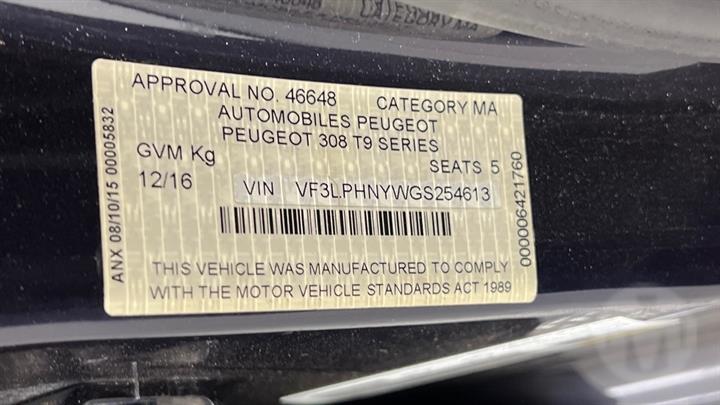 APPROVAL NO. 46648 CATEGORY MA
AUTOMOBILES PEUGEOT
PEUGEOT 308 T9 SERIES
GVM Kg SEATS 5
12/16 VIN VF3LPHNYWGS254613
THIS VEHICLE WAS MANUFACTURED TO COMPLY
WITH THE MOTOR VEHICLE STANDARDS ACT 1989
ANX 08/10/15 00005832
000006421760